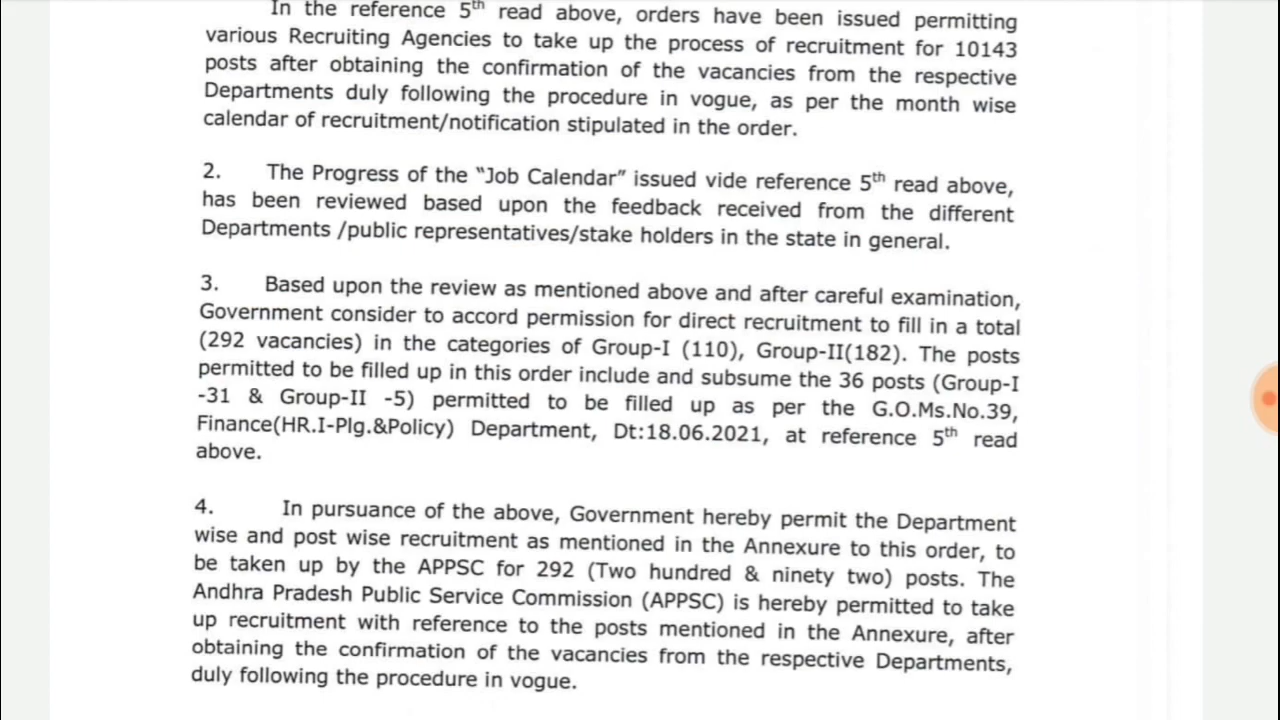 In the reference 5th read above, orders have been issued permitting
various Recruiting Agencies to take up the process of recruitment for 10143
posts after obtaining the confirmation of the vacancies from the respective
Departments duly following the procedure in vogue, as per the month wise
calendar of recruitment/notification stipulated in the order.
2. The Progress of the “Job Calendar” issued vide reference 5th read above,
has been reviewed based upon the feedback received from the different
Departments /public representatives/stake holders in the state in general.
3. Based upon the review as mentioned above and after careful examination,
Government consider to accord permission for direct recruitment to fill in a total
(292 vacancies) in the categories of Group-I (110), Group-II(182). The posts
permitted to be filled up in this order include and subsume the 36 posts (Group-I
-31 & Group-II -5) permitted to be filled up as per the G.O.Ms.No.39,
Finance(HR.I-Plg.&Policy) Department, Dt:18.06.2021, at reference 5th read
above.
4. In pursuance of the above, Government hereby permit the Department
wise and post wise recruitment as mentioned in the Annexure to this order, to
be taken up by the APPSC for 292 (Two hundred & ninety two) posts. The
Andhra Pradesh Public Service Commission (APPSC) is hereby permitted to take
up recruitment with reference to the posts mentioned in the Annexure, after
obtaining the confirmation of the vacancies from the respective Departments,
duly following the procedure in vogue.